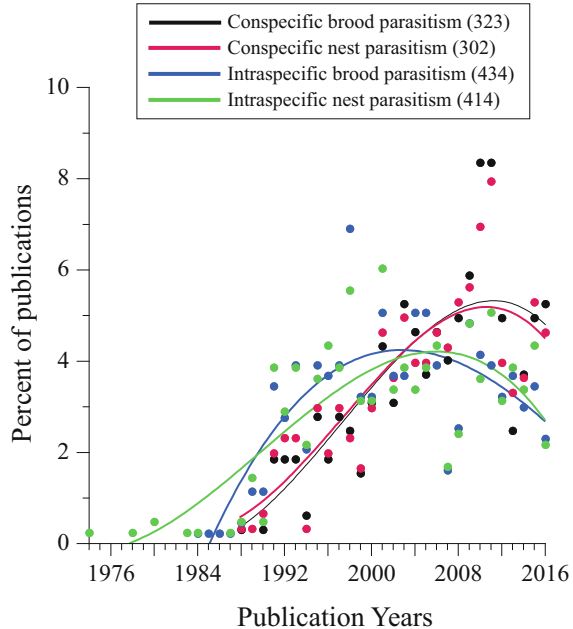 Conspecific brood parasitism (323)
Conspecific nest parasitism (302)
Intraspecific brood parasitism (434)
Intraspecific nest parasitism (414)
10
8
6
4
2
0
Percent of publications
1976 1984 1992 2000 2008 2016
Publication Years